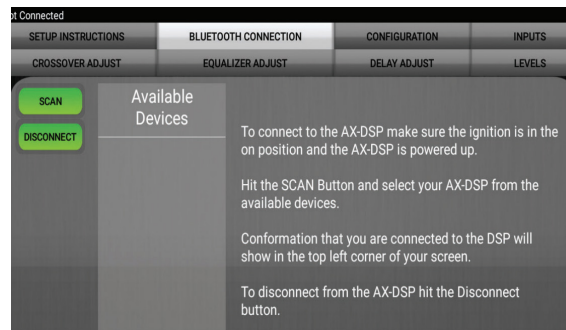 ot Connected
SETUP INSTRUCTIONS BLUETOOTH CONNECTION CONFIGURATION INPUTS
CROSSOVER ADJUST EQUALIZER ADJUST DELAY ADJUST LEVELS
SCAN
DISCONNECT
Available
Devices
To connect to the AX-DSP make sure the ignition is in the
on position and the AX-DSP is powered up.
Hit the SCAN Button and select your AX-DSP from the
available devices.
Conformation that you are connected to the DSP will
show in the top left corner of your screen.
To disconnect from the AX-DSP hit the Disconnect
button.